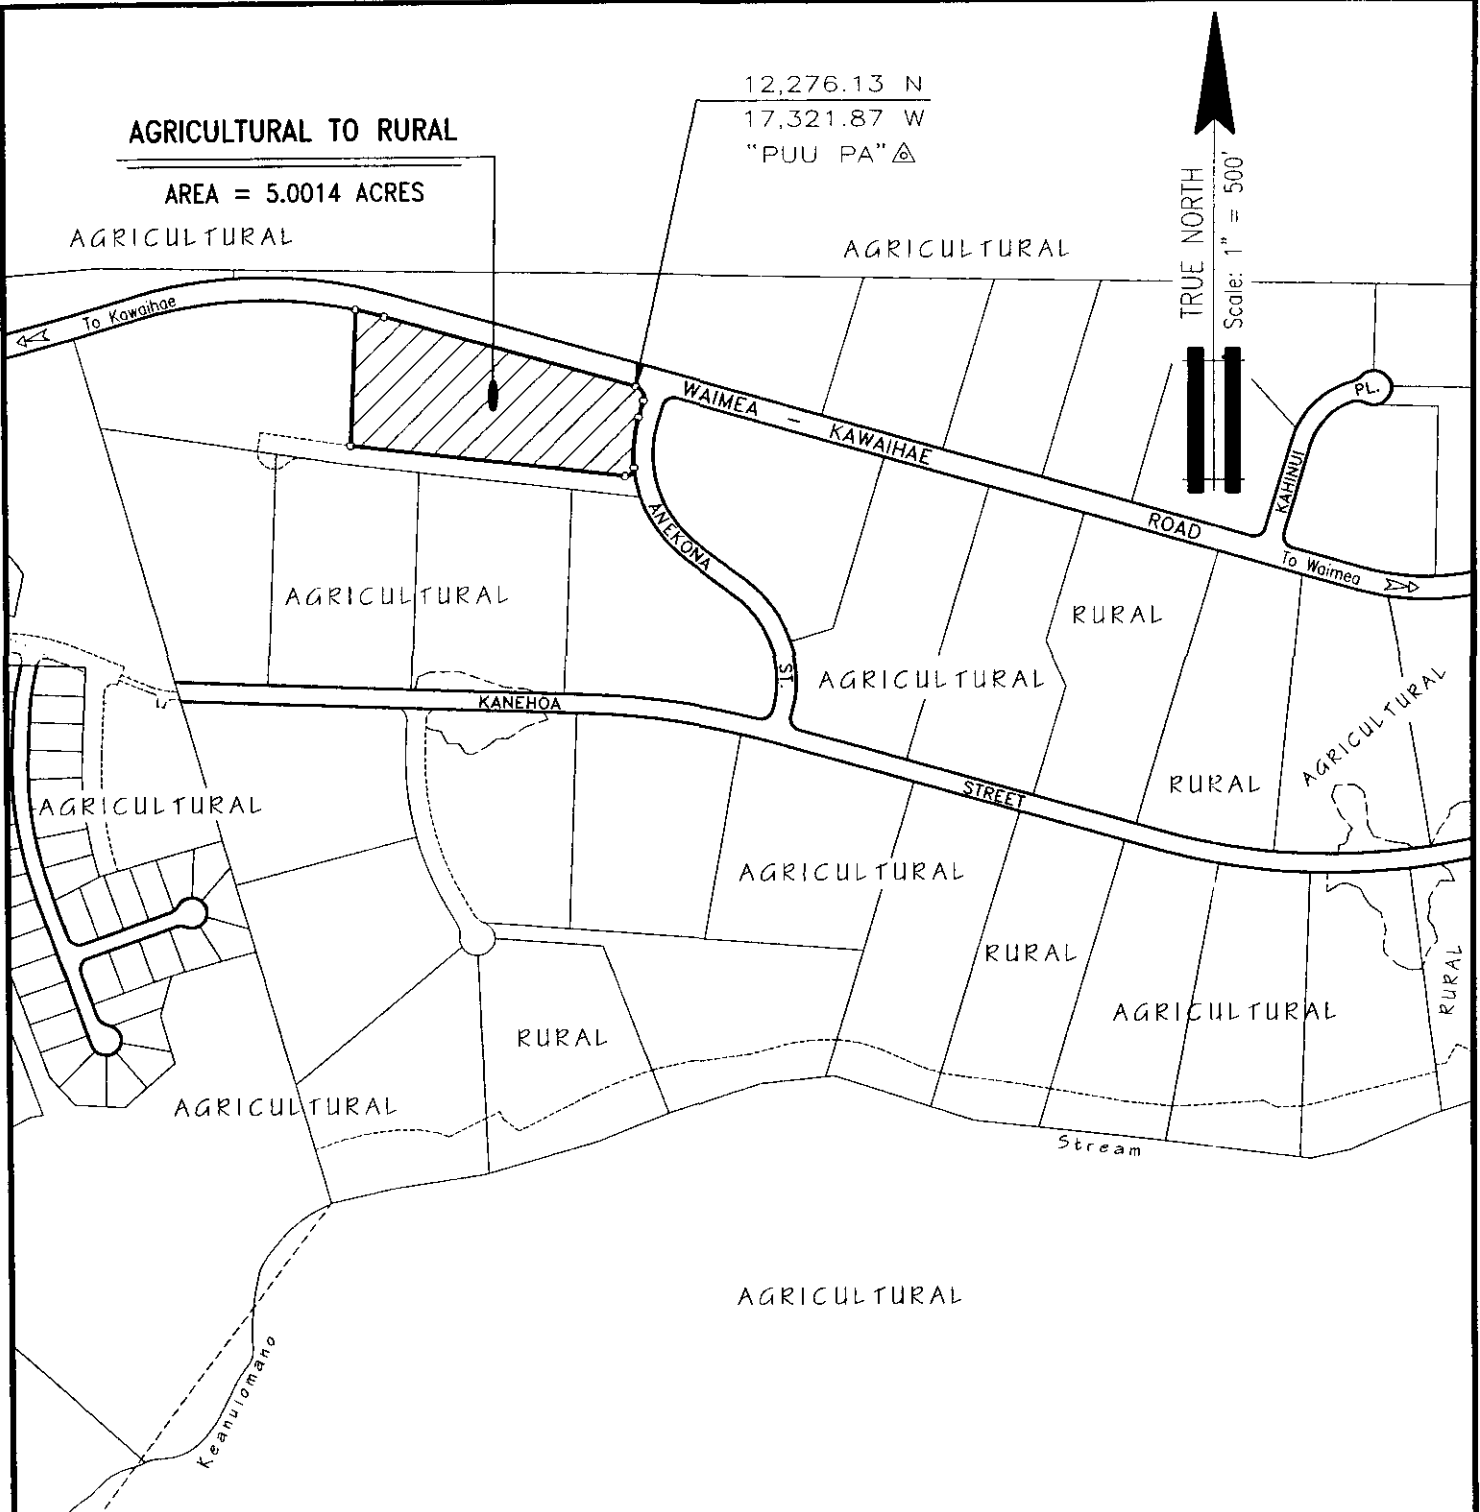 12,276.13 N
17,321.87 W
"PUU PA"
AGRICULTURAL TO RURAL
AREA = 5.0014 ACRES
TRUE NORTH
Scale: 1" = 500'
AGRICULTURAL
AGRICULTURAL
To Kawaihae
WAIMEA – KAWAIHAE ROAD
KAHINUI PL.
To Waimea
ANEKONA ST.
AGRICULTURAL
RURAL
AGRICULTURAL
AGRICULTURAL
KANEHOA STREET
RURAL
AGRICULTURAL
AGRICULTURAL
RURAL
RURAL
AGRICULTURAL
RURAL
AGRICULTURAL
Stream
AGRICULTURAL
Keanuiomano